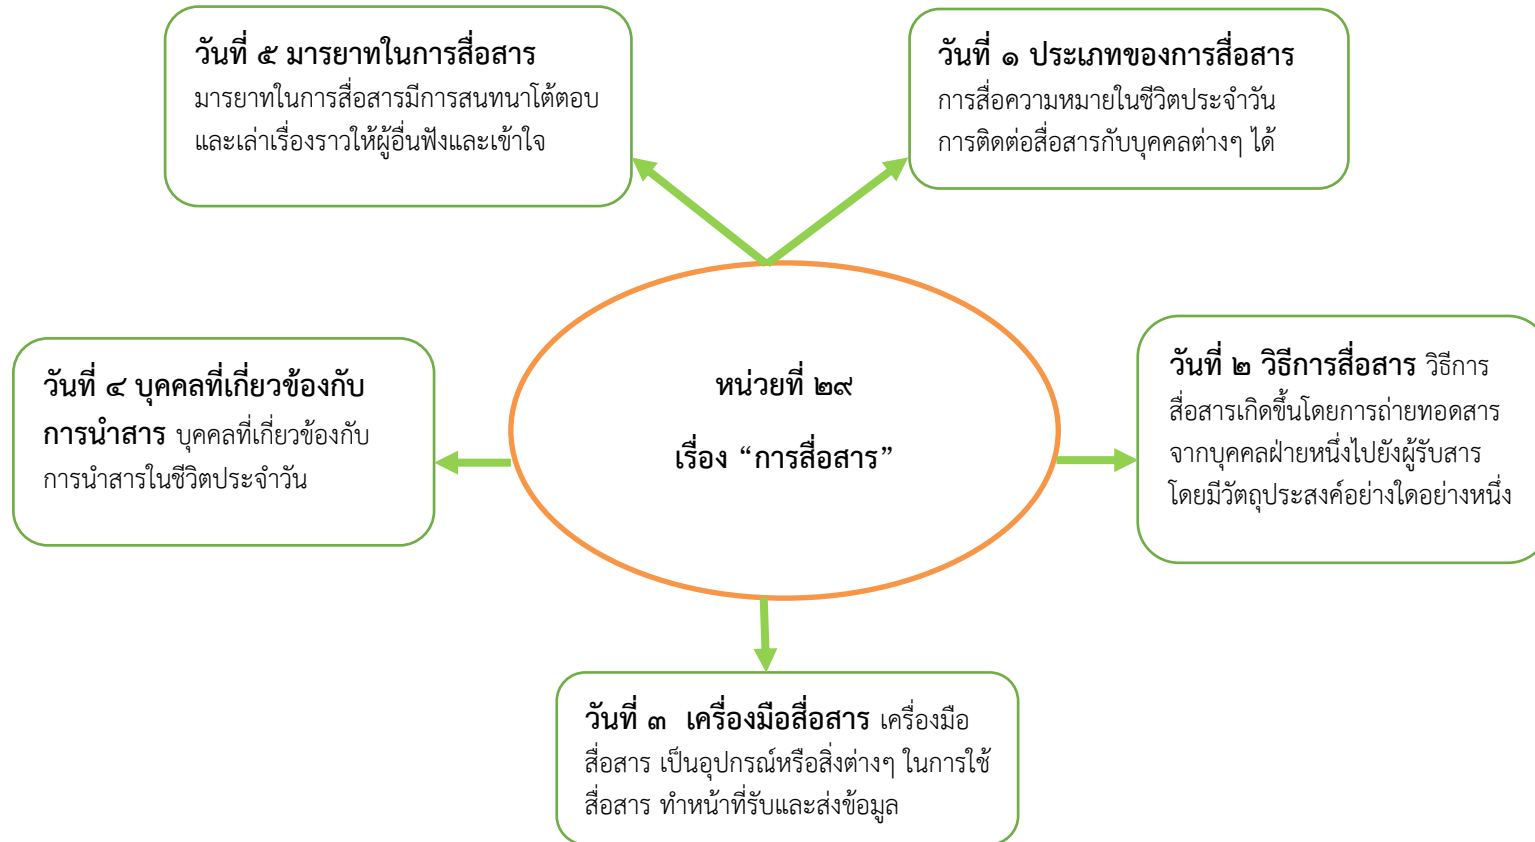 วันที่ ๕ มารยาทในการสื่อสาร
มารยาทในการสื่อสารมีการสนทนาโต้ตอบ
และเล่าเรื่องราวให้ผู้อื่นฟังและเข้าใจ
วันที่ ๑ ประเภทของการสื่อสาร
การสื่อความหมายในชีวิตประจำวัน
การติดต่อสื่อสารกับบุคคลต่างๆ ได้
หน่วยที่ ๒๙
เรื่อง “การสื่อสาร”
วันที่ ๒ วิธีการสื่อสาร วิธีการ
สื่อสารเกิดขึ้นโดยการถ่ายทอดสาร
จากบุคคลฝ่ายหนึ่งไปยังผู้รับสาร
โดยมีวัตถุประสงค์อย่างใดอย่างหนึ่ง
วันที่ ๔ บุคคลที่เกี่ยวข้องกับ
การนำสาร บุคคลที่เกี่ยวข้องกับ
การนำสารในชีวิตประจำวัน
วันที่ ๓ เครื่องมือสื่อสาร เครื่องมือ
สื่อสาร เป็นอุปกรณ์หรือสิ่งต่างๆ ในการใช้
สื่อสาร ทำหน้าที่รับและส่งข้อมูล